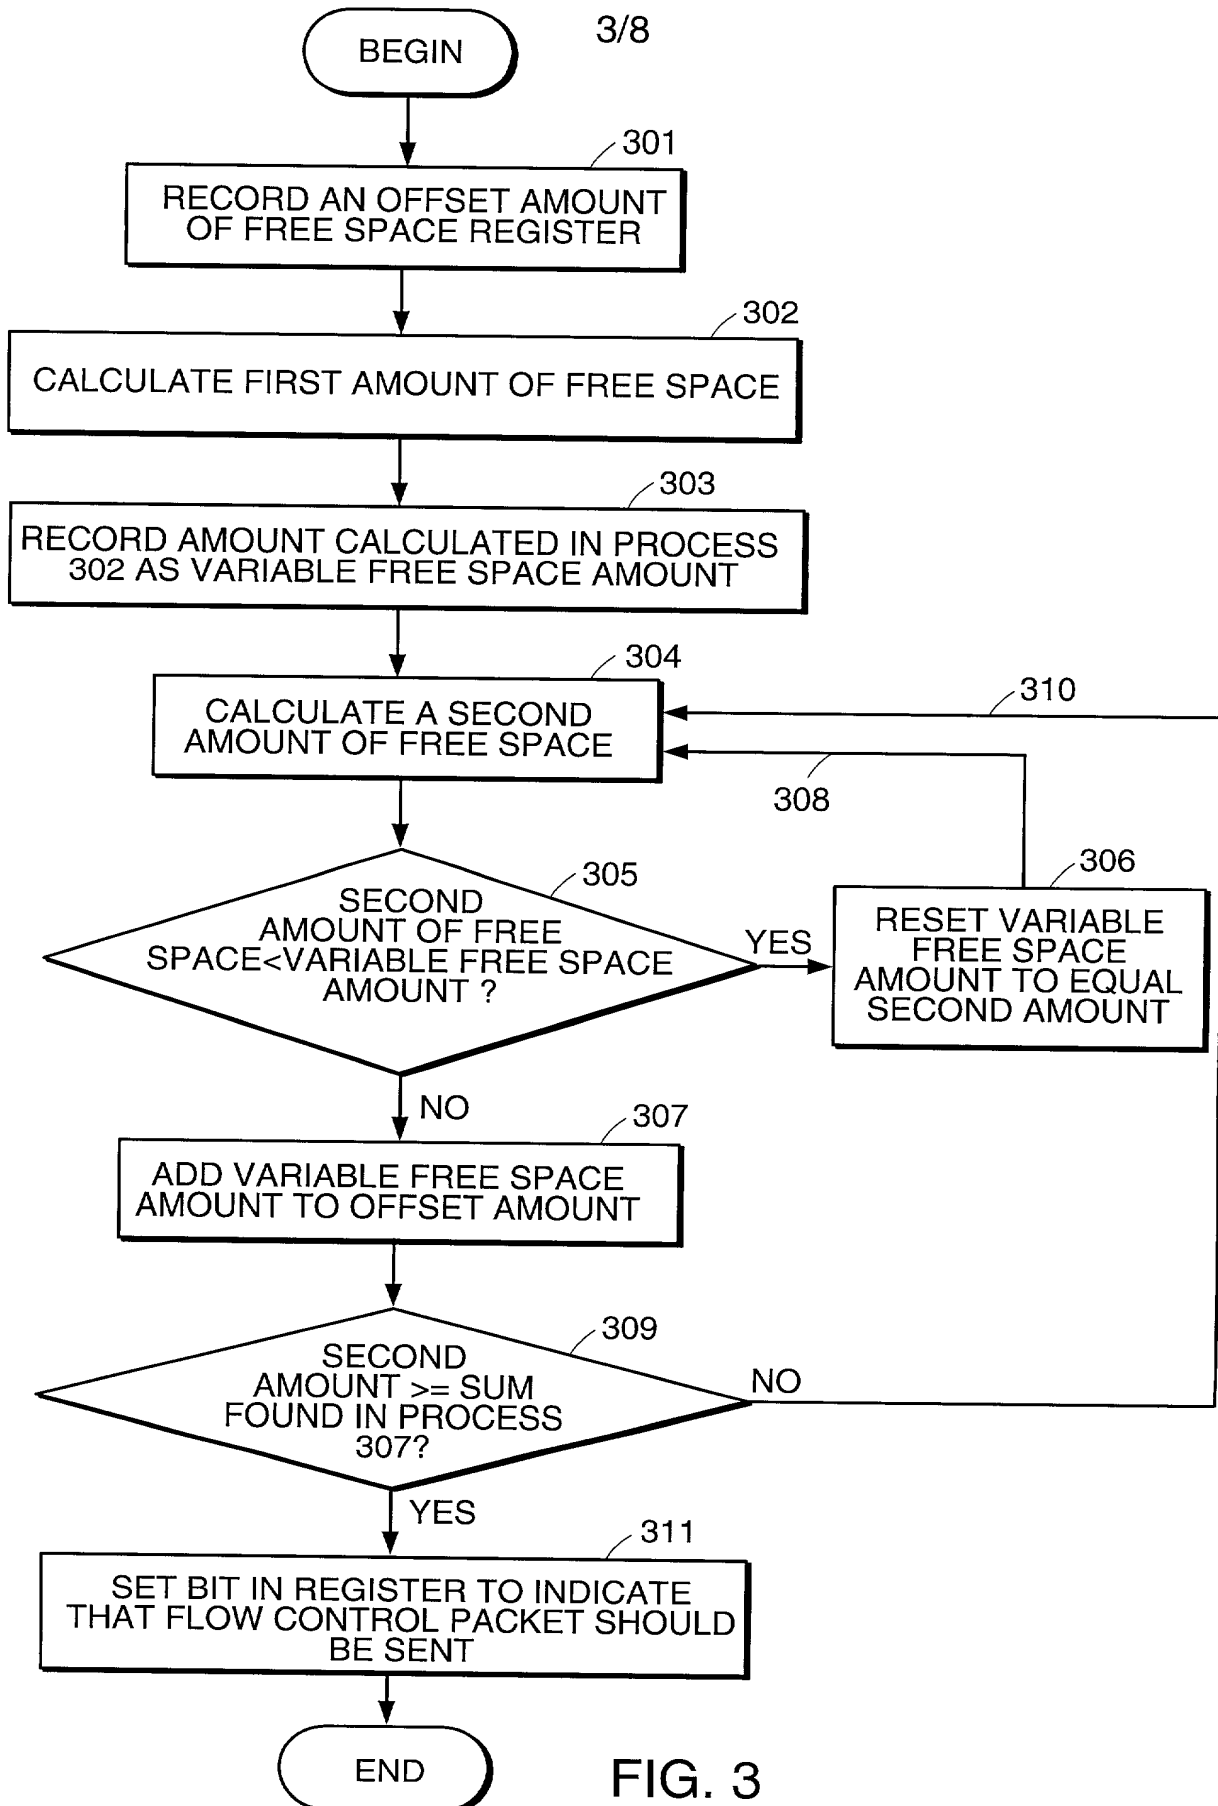 3/8
BEGIN
301
RECORD AN OFFSET AMOUNT
OF FREE SPACE REGISTER
302
CALCULATE FIRST AMOUNT OF FREE SPACE
303
RECORD AMOUNT CALCULATED IN PROCESS
302 AS VARIABLE FREE SPACE AMOUNT
304
CALCULATE A SECOND
AMOUNT OF FREE SPACE
310
308
305
SECOND
AMOUNT OF FREE
SPACE<VARIABLE FREE SPACE
AMOUNT ?
YES
306
RESET VARIABLE
FREE SPACE
AMOUNT TO EQUAL
SECOND AMOUNT
NO
307
ADD VARIABLE FREE SPACE
AMOUNT TO OFFSET AMOUNT
309
SECOND
AMOUNT >= SUM
FOUND IN PROCESS
307?
NO
YES
311
SET BIT IN REGISTER TO INDICATE
THAT FLOW CONTROL PACKET SHOULD
BE SENT
END
FIG. 3